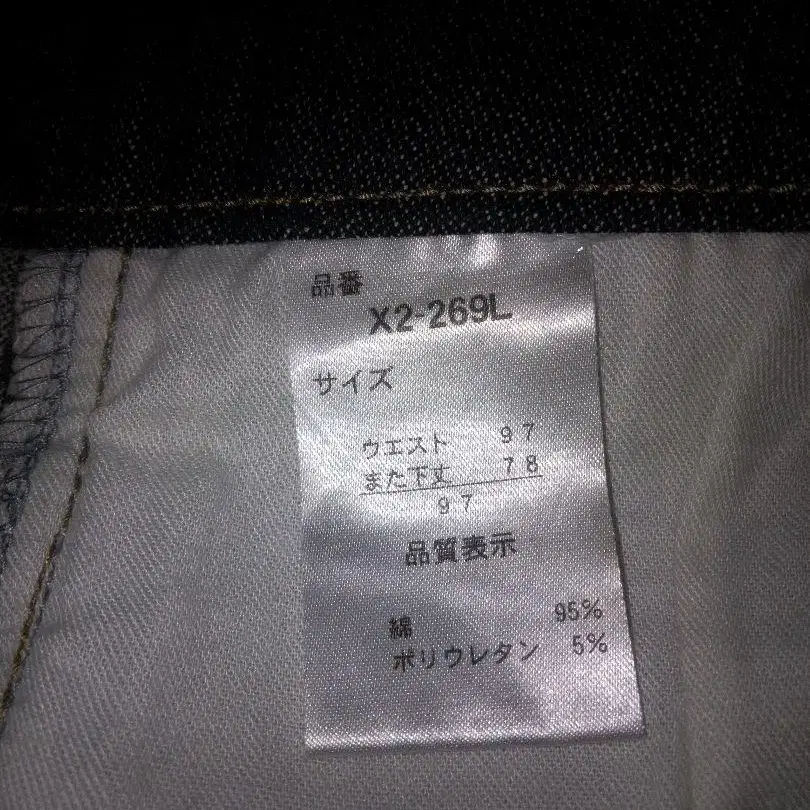 品番
X2-269L
サイズ
ウエスト 97
また下丈 78
97
品質表示
綿 95%
ポリウレタン 5%